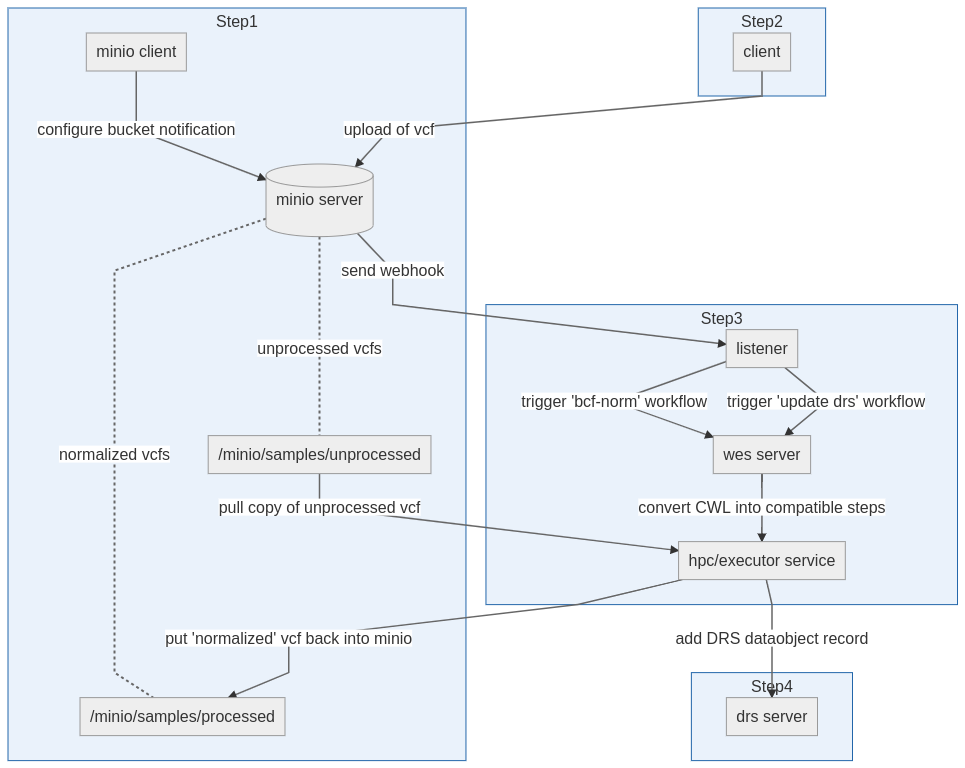 Step1
Step2
minio client
client
configure bucket notification
upload of vcf
minio server
send webhook
Step3
unprocessed vcfs
listener
trigger 'bcf-norm' workflow
trigger 'update drs' workflow
normalized vcfs
/minio/samples/unprocessed
wes server
pull copy of unprocessed vcf
convert CWL into compatible steps
hpc/executor service
put 'normalized' vcf back into minio
add DRS dataobject record
Step4
/minio/samples/processed
drs server